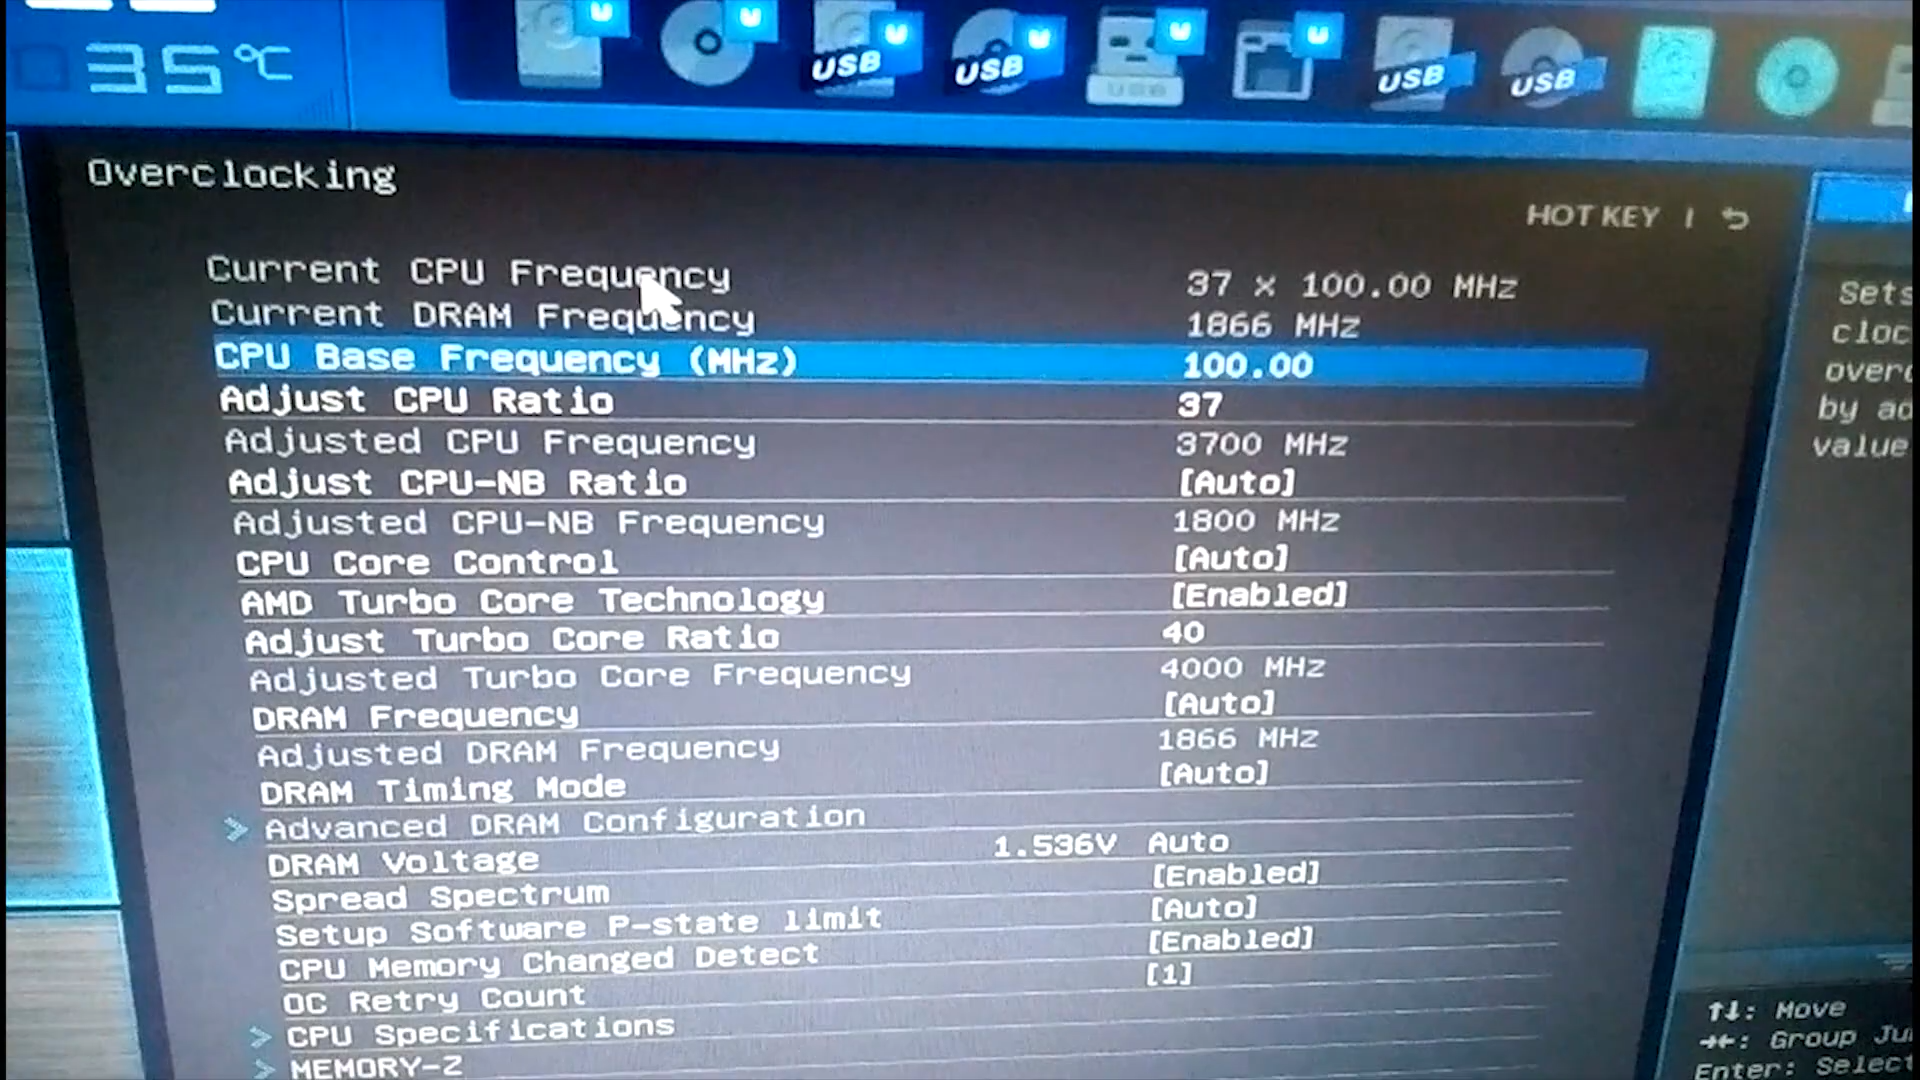 35°C
U U U U U U
USB USB USB USB USB
Overclocking
HOT KEY |
Current CPU Frequency 37 x 100.00 MHz
Current DRAM Frequency 1866 MHz
CPU Base Frequency (MHz) 100.00
Adjust CPU Ratio 37
Adjusted CPU Frequency 3700 MHz
Adjust CPU-NB Ratio [Auto]
Adjusted CPU-NB Frequency 1800 MHz
CPU Core Control [Auto]
AMD Turbo Core Technology [Enabled]
Adjust Turbo Core Ratio 40
Adjusted Turbo Core Frequency 4000 MHz
DRAM Frequency [Auto]
Adjusted DRAM Frequency 1866 MHz
DRAM Timing Mode [Auto]
> Advanced DRAM Configuration
DRAM Voltage 1.536V Auto
Spread Spectrum [Enabled]
Setup Software P-state limit [Auto]
CPU Memory Changed Detect [Enabled]
OC Retry Count [1]
> CPU Specifications
> MEMORY-Z
Sets
cloc
over
by ad
value
↑↓: Move
→←: Group Ju
Enter: Select